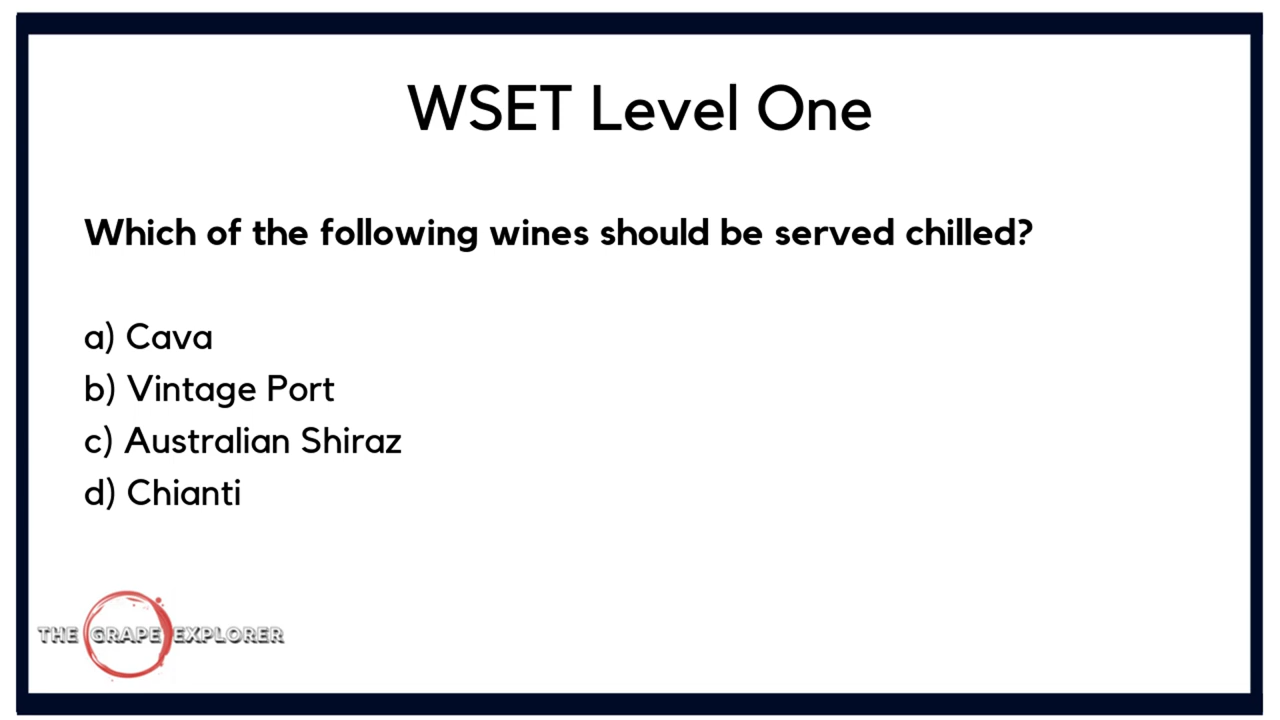 WSET Level One
Which of the following wines should be served chilled?
a) Cava
b) Vintage Port
c) Australian Shiraz
d) Chianti
THE GRAPE EXPLORER